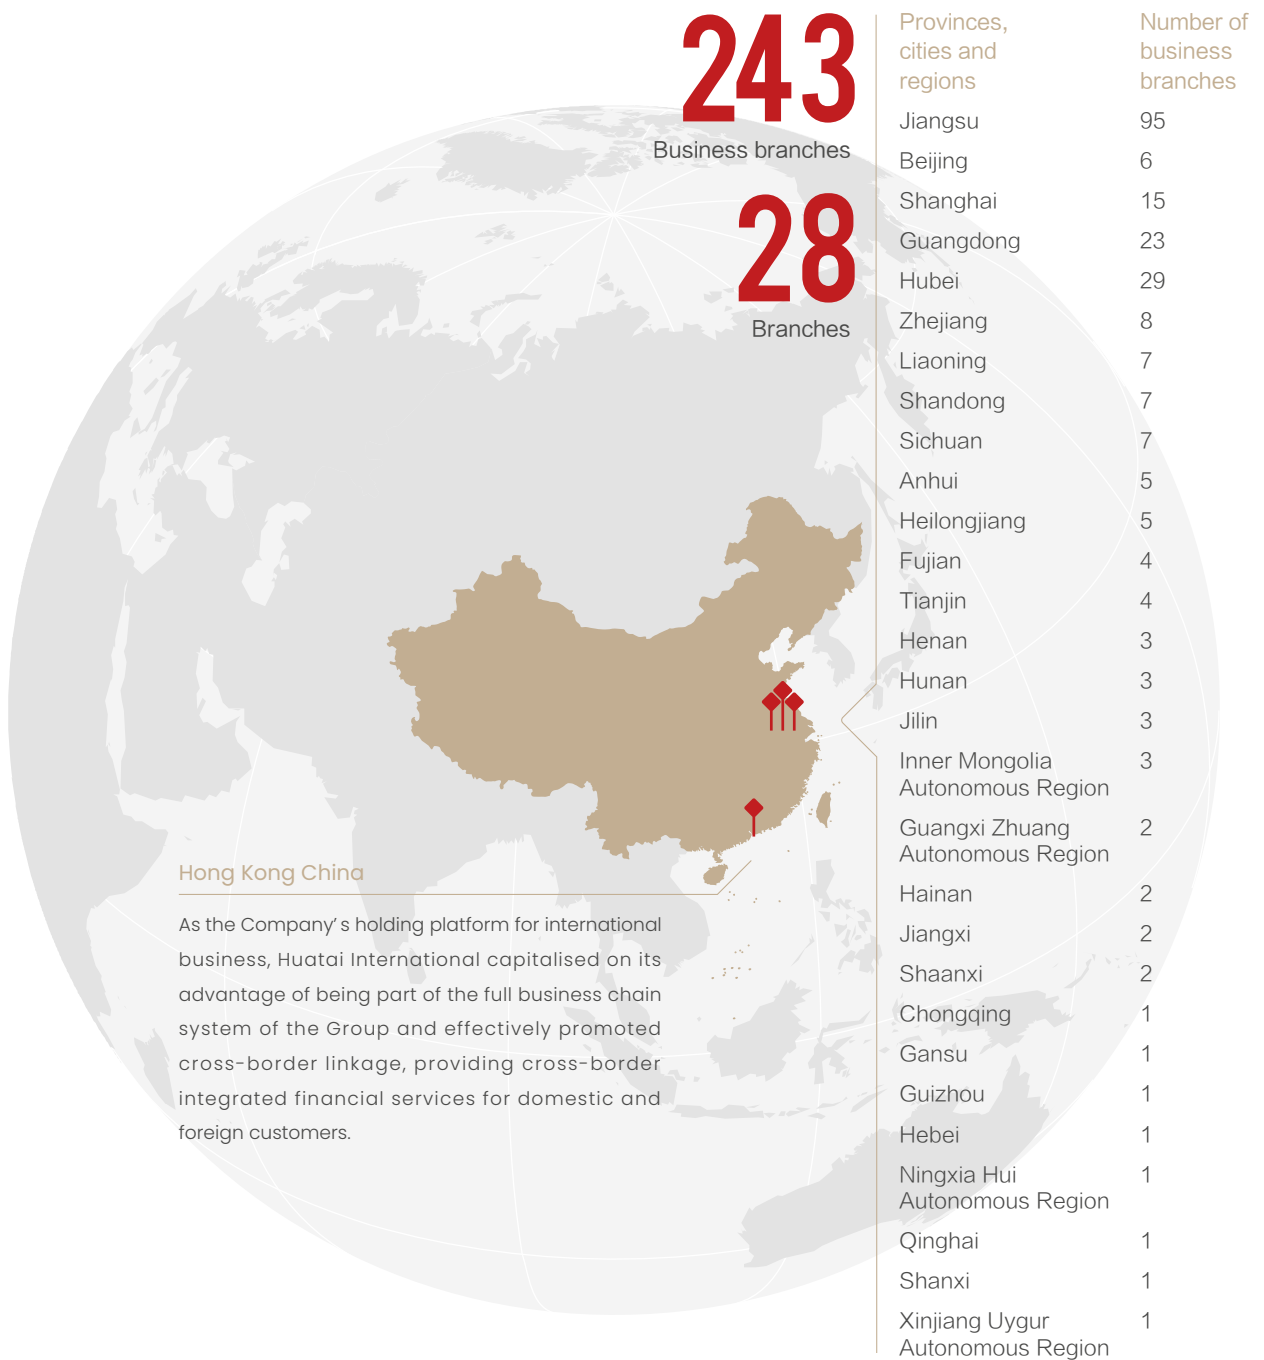 243
Business branches
28
Branches
Hong Kong China
As the Company's holding platform for international
business, Huatai International capitalised on its
advantage of being part of the full business chain
system of the Group and effectively promoted
cross-border linkage, providing cross-border
integrated financial services for domestic and
foreign customers.
Provinces, Number of
cities and business
regions branches
Jiangsu 95
Beijing 6
Shanghai 15
Guangdong 23
Hubei 29
Zhejiang 8
Liaoning 7
Shandong 7
Sichuan 7
Anhui 5
Heilongjiang 5
Fujian 4
Tianjin 4
Henan 3
Hunan 3
Jilin 3
Inner Mongolia 3
Autonomous Region
Guangxi Zhuang 2
Autonomous Region
Hainan 2
Jiangxi 2
Shaanxi 2
Chongqing 1
Gansu 1
Guizhou 1
Hebei 1
Ningxia Hui 1
Autonomous Region
Qinghai 1
Shanxi 1
Xinjiang Uygur 1
Autonomous Region